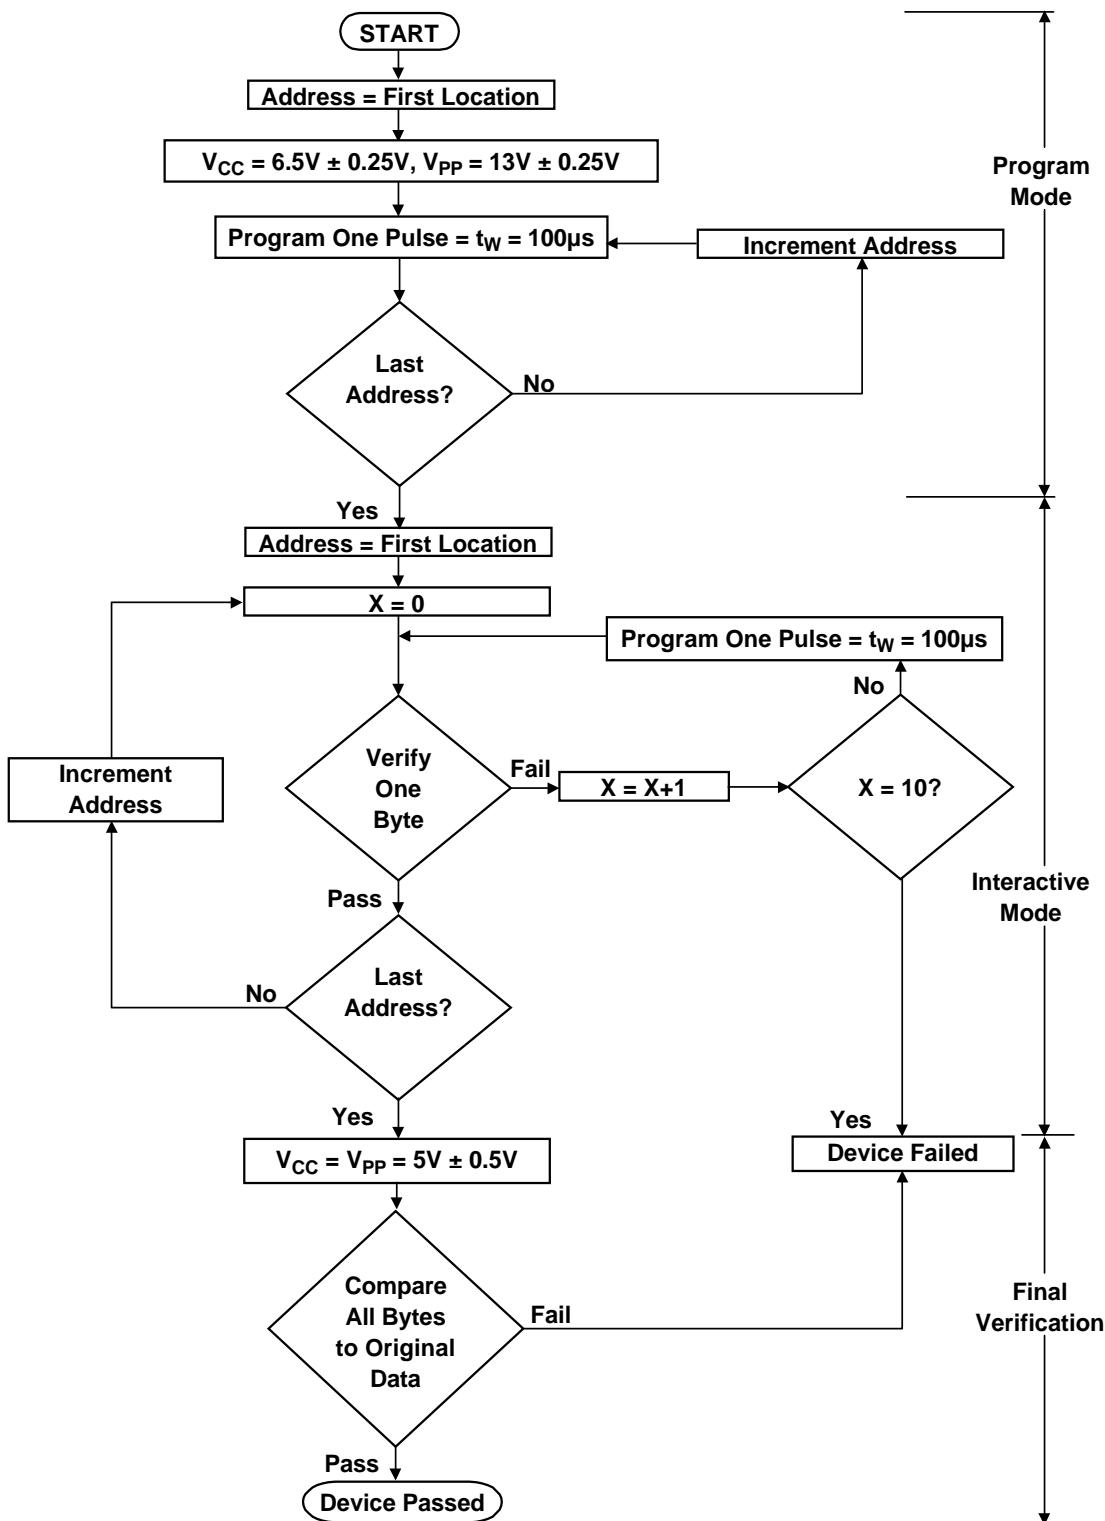 START
Address = First Location
VCC = 6.5V ± 0.25V, VPP = 13V ± 0.25V
Program
Mode
Program One Pulse = tW = 100µs
Increment Address
Last
Address?
No
Yes
Address = First Location
X = 0
Program One Pulse = tW = 100µs
No
Increment
Address
Verify
One
Byte
Fail
X = X+1
X = 10?
Pass
Interactive
Mode
Last
Address?
No
Yes
Yes
VCC = VPP = 5V ± 0.5V
Device Failed
Compare
All Bytes
to Original
Data
Fail
Final
Verification
Pass
Device Passed